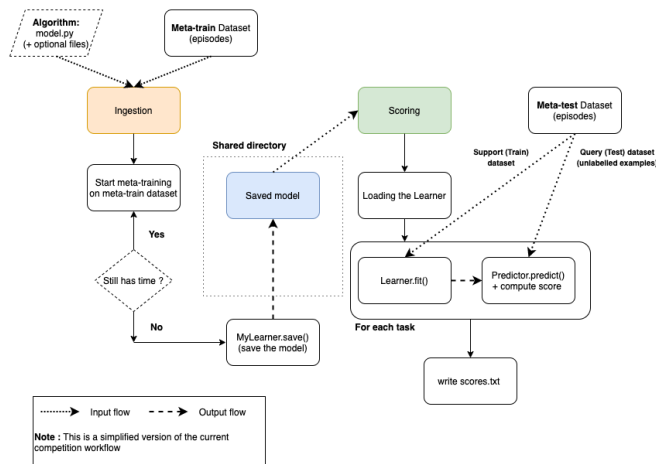 Algorithm:
model.py
(+ optional files)
Meta-train Dataset
(episodes)
Ingestion
Scoring
Meta-test Dataset
(episodes)
Shared directory
Support (Train)
dataset
Query (Test) dataset
(unlabelled examples)
Start meta-training
on meta-train dataset
Saved model
Loading the Learner
Yes
Still has time ?
Learner.fit()
Predictor.predict()
+ compute score
No
MyLearner.save()
(save the model)
For each task
write scores.txt
Input flow
Output flow
Note : This is a simplified version of the current
competition workflow